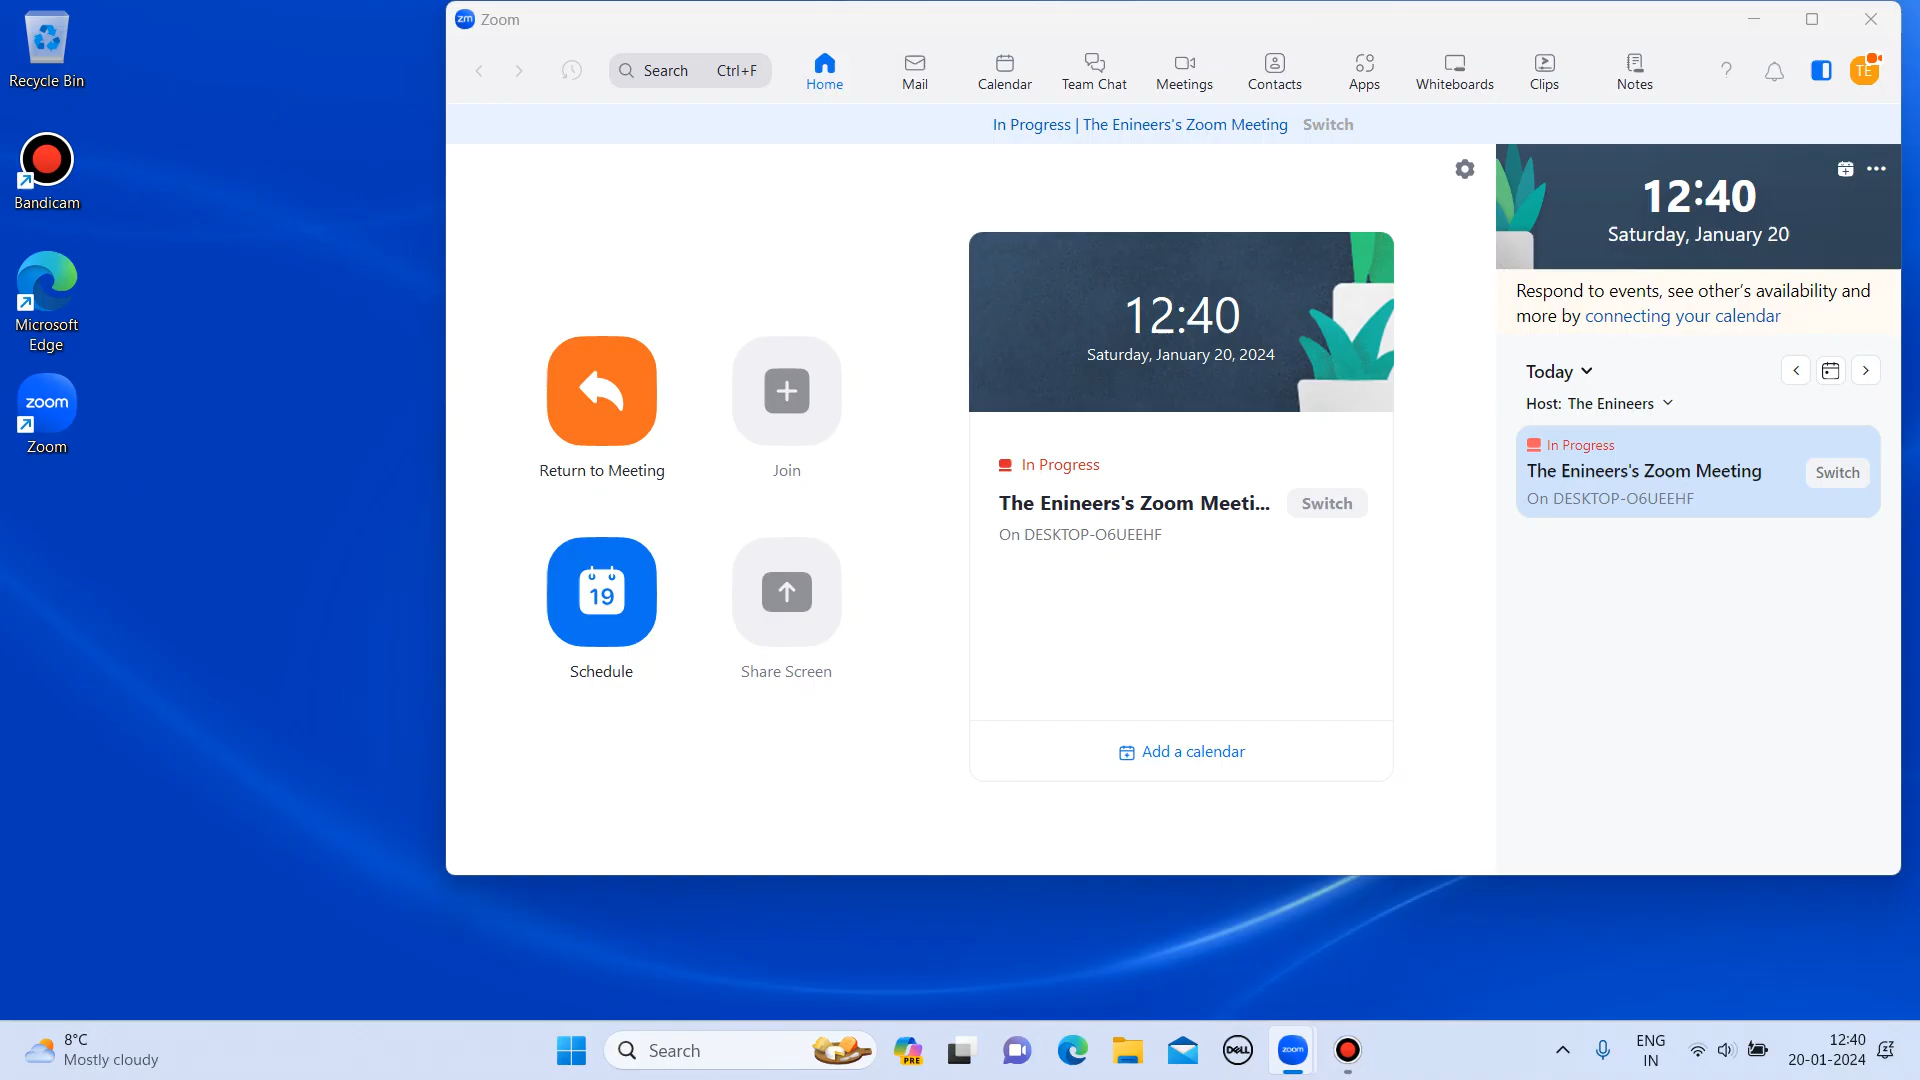 Recycle Bin
Bandicam
Microsoft
Edge
zoom
Zoom
zm Zoom
Search Ctrl+F
Home
Mail
Calendar
Team Chat
Meetings
Contacts
Apps
Whiteboards
Clips
Notes
TE
In Progress | The Enineers's Zoom Meeting Switch
Return to Meeting
Join
19
Schedule
Share Screen
12:40
Saturday, January 20, 2024
In Progress
The Enineers's Zoom Meeti... Switch
On DESKTOP-O6UEEHF
Add a calendar
12:40
Saturday, January 20
Respond to events, see other's availability and
more by connecting your calendar
Today
Host: The Enineers
In Progress
The Enineers's Zoom Meeting
Switch
On DESKTOP-O6UEEHF
8°C
Mostly cloudy
Search
PRE
DELL
zoom
ENG
IN
12:40
20-01-2024